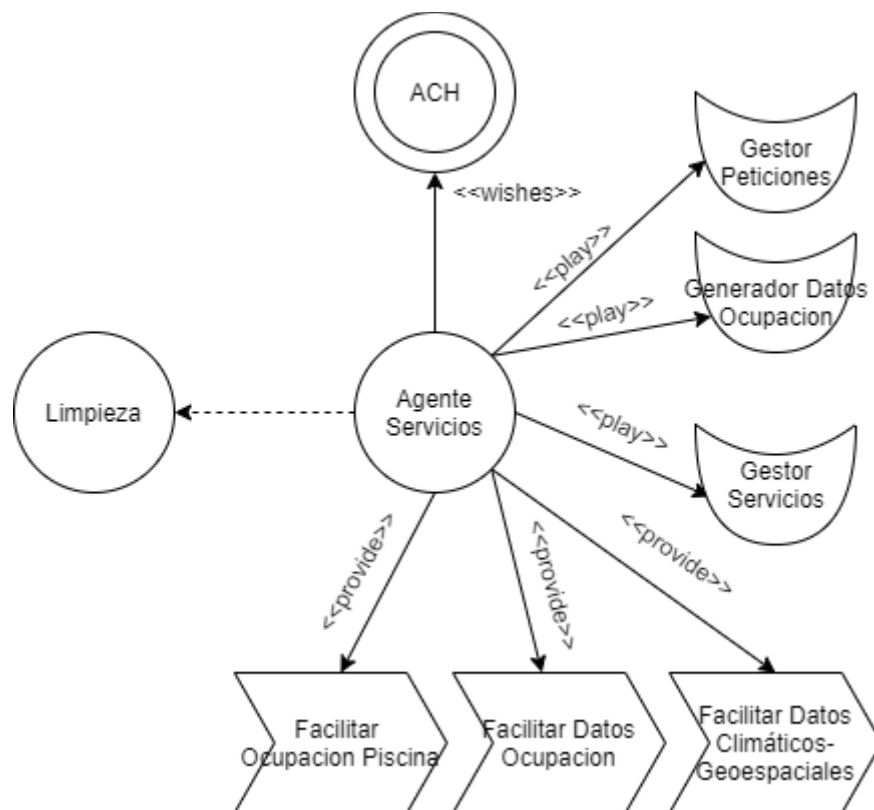 ACH
<<wishes>>
Gestor
Peticiones
<<play>>
Generador Datos
Ocupacion
<<play>>
Limpieza
Agente
Servicios
<<play>>
Gestor
Servicios
<<provide>>
<<provide>>
<<provide>>
Facilitar
Ocupacion Piscina
Facilitar Datos
Ocupacion
Facilitar Datos
Climáticos-
Geoespaciales